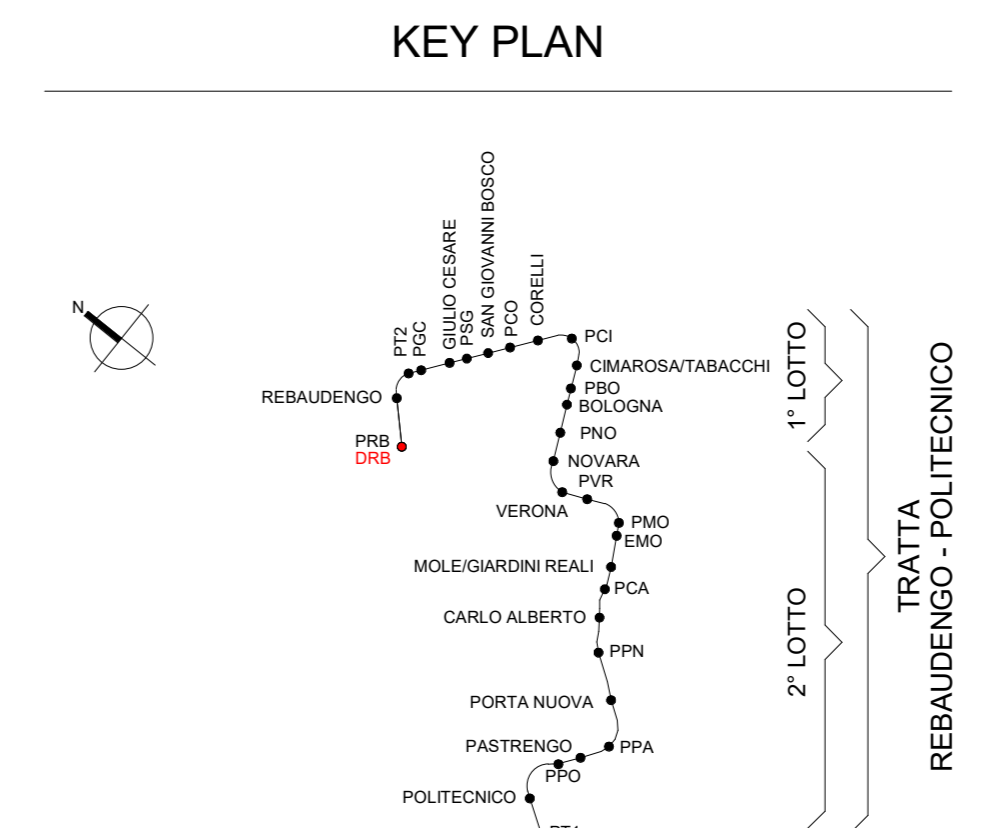 KEY PLAN
N
PT2
PGC
GIULIO CESARE
PSG
SAN GIOVANNI BOSCO
PCO
CORELLI
PCI
CIMAROSA/TABACCHI
PBO
BOLOGNA
PNO
NOVARA
PVR
VERONA
PMO
EMO
MOLE/GIARDINI REALI
PCA
CARLO ALBERTO
PPN
PORTA NUOVA
PASTRENGO
PPA
PPO
POLITECNICO
REBAUDENGO
PRB
DRB
1° LOTTO
2° LOTTO
TRATTA
REBAUDENGO - POLITECNICO